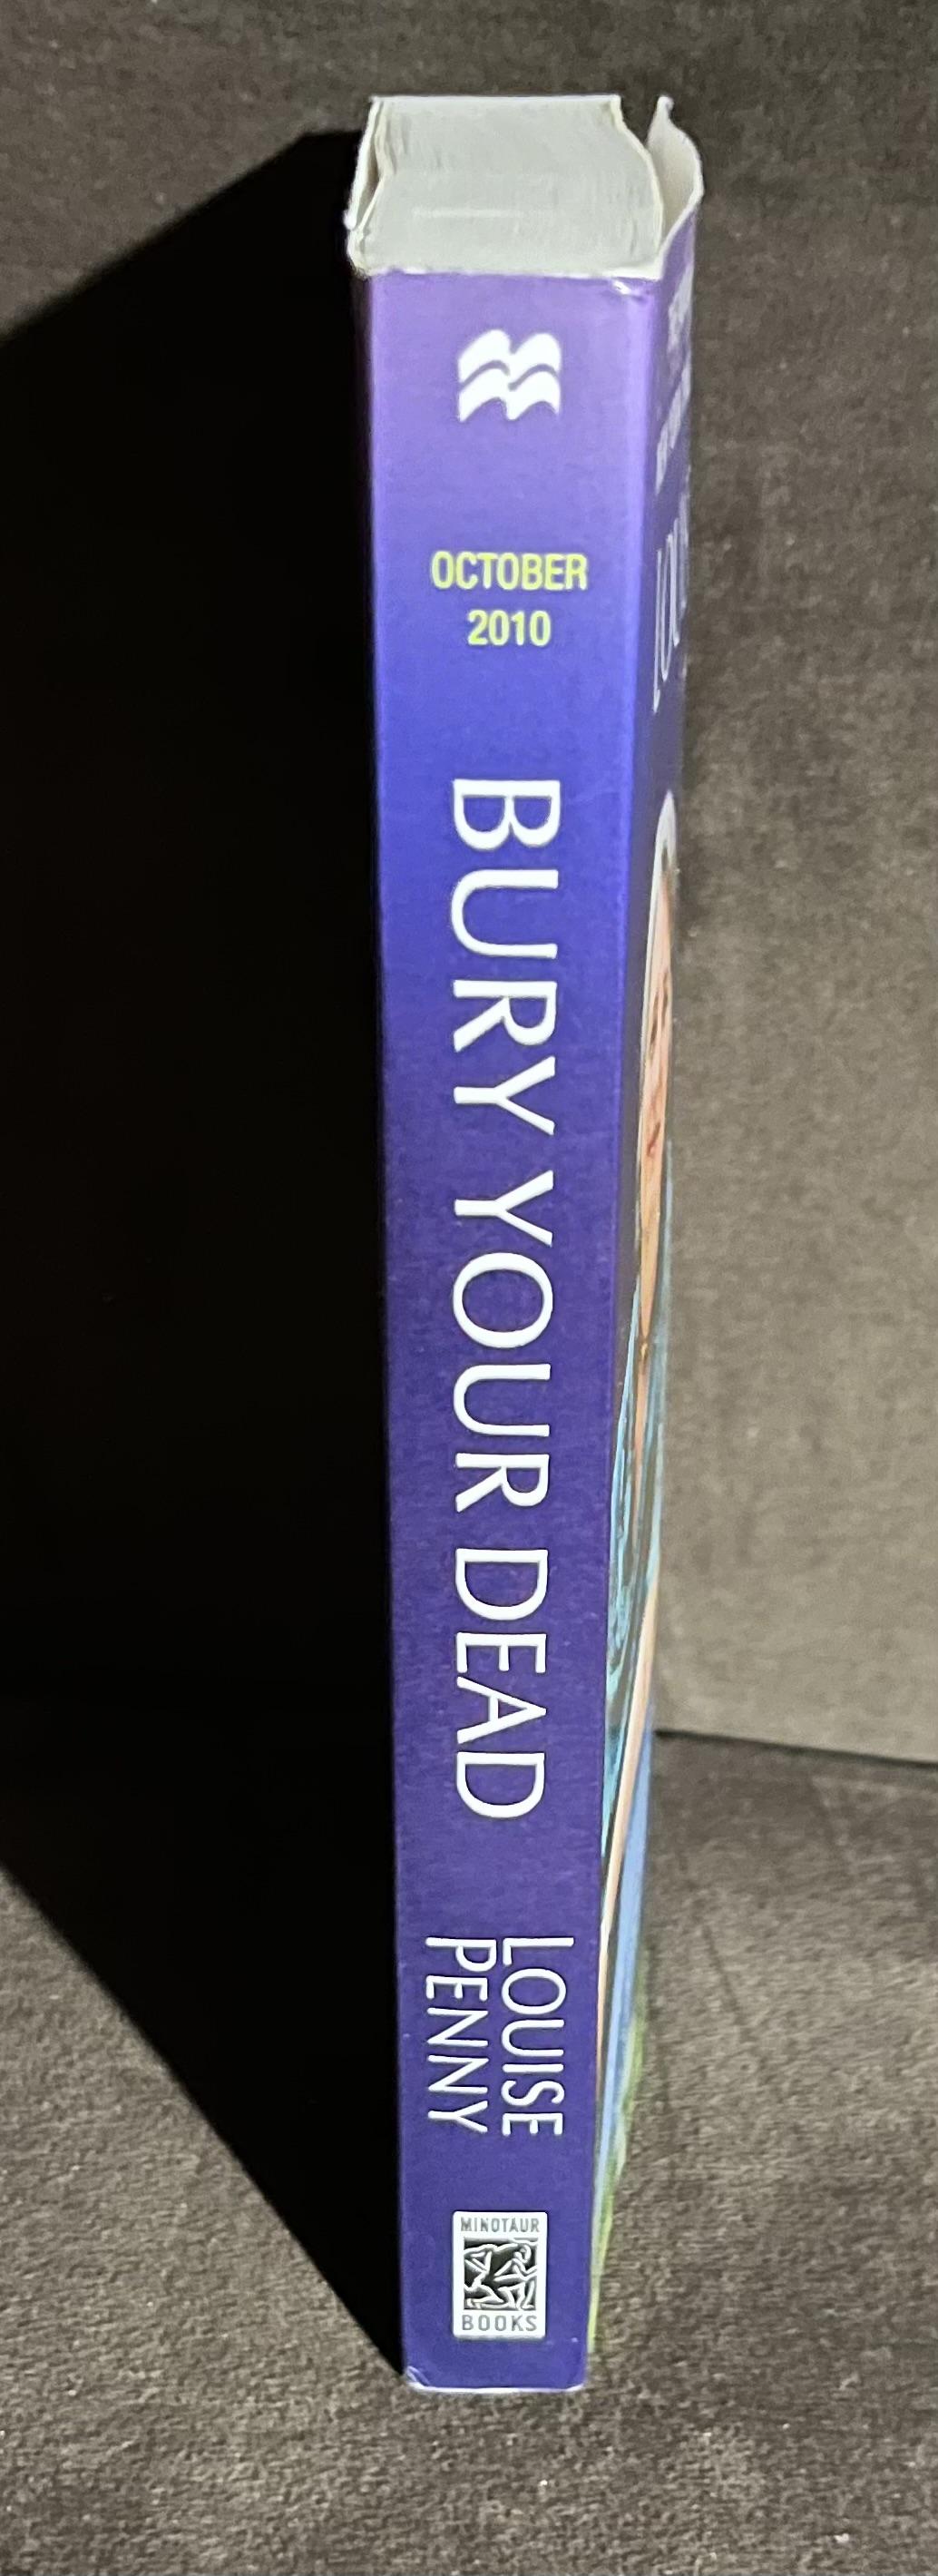 OCTOBER
2010
BURY YOUR DEAD
LOUISE
PENNY
MINOTAUR
BOOKS